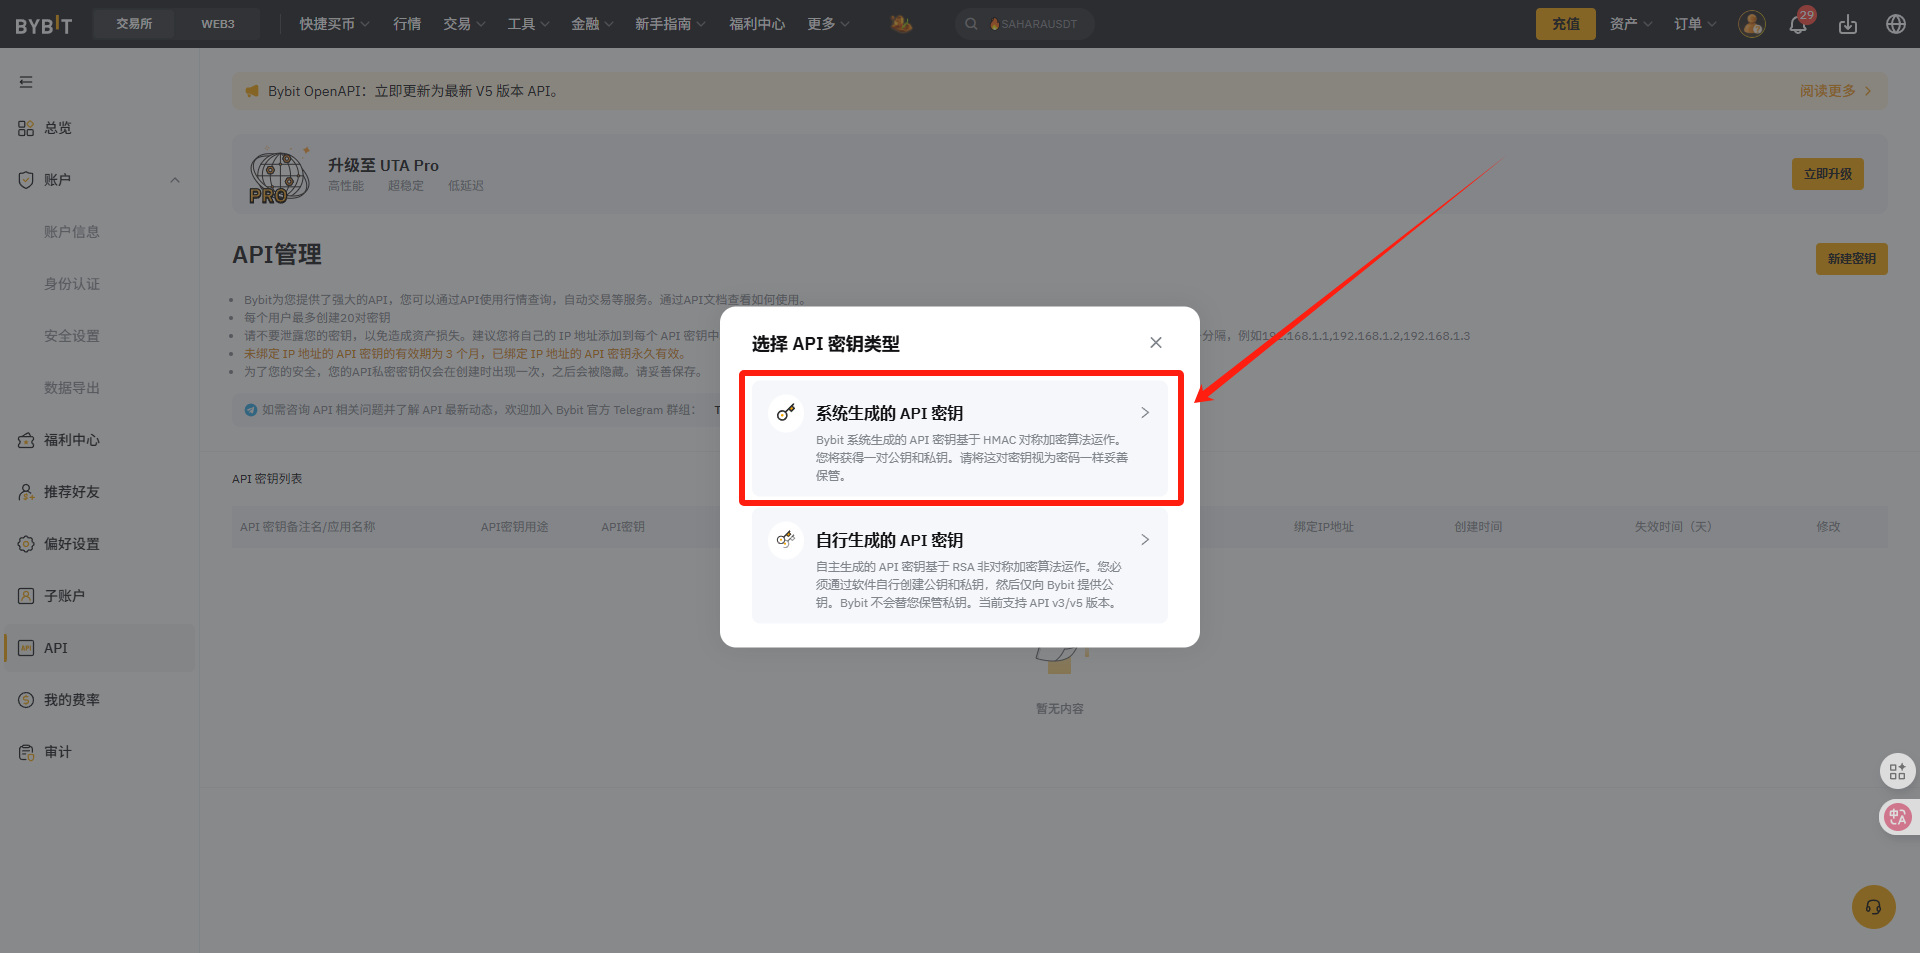 BYBIT
交易所
WEB3
快捷买币
行情
交易
工具
金融
新手指南
福利中心
更多
SAHARAUSDT
充值
资产
订单
29
Bybit OpenAPI：立即更新为最新 V5 版本 API。
阅读更多
总览
账户
账户信息
身份认证
安全设置
数据导出
福利中心
推荐好友
偏好设置
子账户
API
API
我的费率
审计
PRO
升级至 UTA Pro
高性能
超稳定
低延迟
立即升级
API管理
新建密钥
Bybit为您提供了强大的API，您可以通过API使用行情查询，自动交易等服务。通过API文档查看如何使用。
每个用户最多创建20对密钥
请不要泄露您的密钥，以免造成资产损失。建议您将自己的 IP 地址添加到每个 API 密钥中
分隔，例如192.168.1.1,192.168.1.2,192.168.1.3
未绑定 IP 地址的 API 密钥的有效期为 3 个月，已绑定 IP 地址的 API 密钥永久有效。
为了您的安全，您的API私密密钥仅会在创建时出现一次，之后会被隐藏。请妥善保存。
如需咨询 API 相关问题并了解 API 最新动态，欢迎加入 Bybit 官方 Telegram 群组： T
API 密钥列表
API 密钥备注名/应用名称
API密钥用途
API密钥
绑定IP地址
创建时间
失效时间（天）
修改
暂无内容
选择 API 密钥类型
系统生成的 API 密钥
Bybit 系统生成的 API 密钥基于 HMAC 对称加密算法运作。
您将获得一对公钥和私钥。请将这对密钥视为密码一样妥善
保管。
自行生成的 API 密钥
自主生成的 API 密钥基于 RSA 非对称加密算法运作。您必
须通过软件自行创建公钥和私钥，然后仅向 Bybit 提供公
钥。Bybit 不会替您保管私钥。当前支持 API v3/v5 版本。
中A